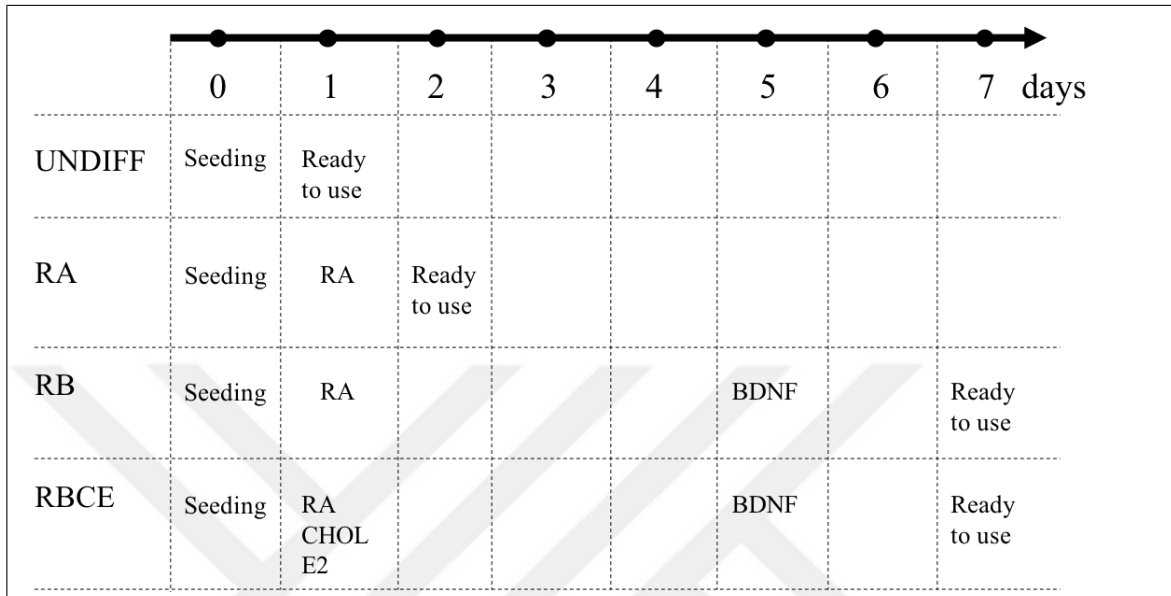 0 1 2 3 4 5 6 7 days
UNDIFF Seeding Ready
to use
RA Seeding RA Ready
to use
RB Seeding RA BDNF Ready
to use
RBCE Seeding RA BDNF Ready
CHOL to use
E2